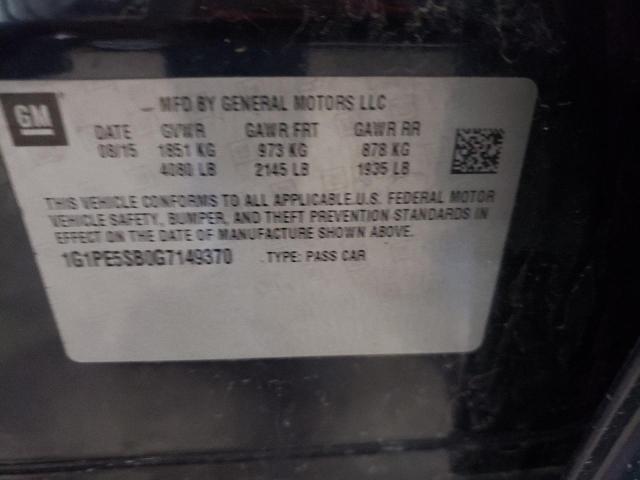 GM
MFD BY GENERAL MOTORS LLC
DATE GVWR GAWR FRT GAWR RR
08/15 1851 KG 973 KG 878 KG
4080 LB 2145 LB 1935 LB
THIS VEHICLE CONFORMS TO ALL APPLICABLE U.S. FEDERAL MOTOR
VEHICLE SAFETY, BUMPER, AND THEFT PREVENTION STANDARDS IN
EFFECT ON THE DATE OF MANUFACTURE SHOWN ABOVE.
1G1PE5SB0G7149370 TYPE: PASS CAR